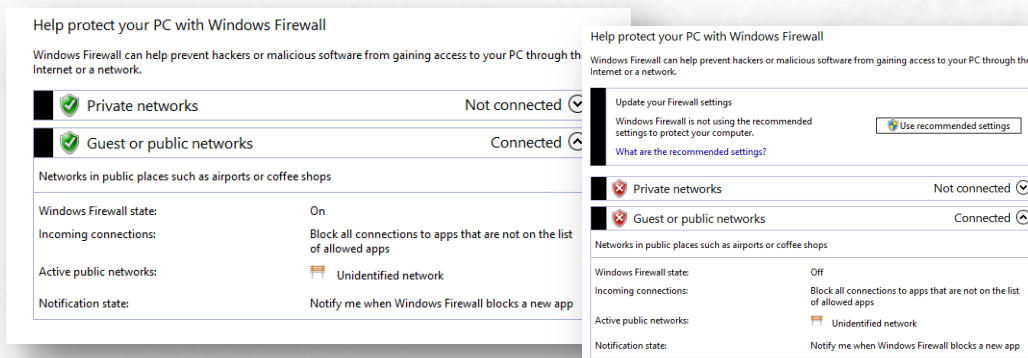 Help protect your PC with Windows Firewall
Windows Firewall can help prevent hackers or malicious software from gaining access to your PC through the
Internet or a network.
Private networks Not connected
Guest or public networks Connected
Networks in public places such as airports or coffee shops
Windows Firewall state: On
Incoming connections: Block all connections to apps that are not on the list
of allowed apps
Active public networks: Unidentified network
Notification state: Notify me when Windows Firewall blocks a new app
Help protect your PC with Windows Firewall
Windows Firewall can help prevent hackers or malicious software from gaining access to your PC through the
Internet or a network.
Update your Firewall settings
Windows Firewall is not using the recommended
settings to protect your computer.
Use recommended settings
What are the recommended settings?
Private networks Not connected
Guest or public networks Connected
Networks in public places such as airports or coffee shops
Windows Firewall state: Off
Incoming connections: Block all connections to apps that are not on the list
of allowed apps
Active public networks: Unidentified network
Notification state: Notify me when Windows Firewall blocks a new app